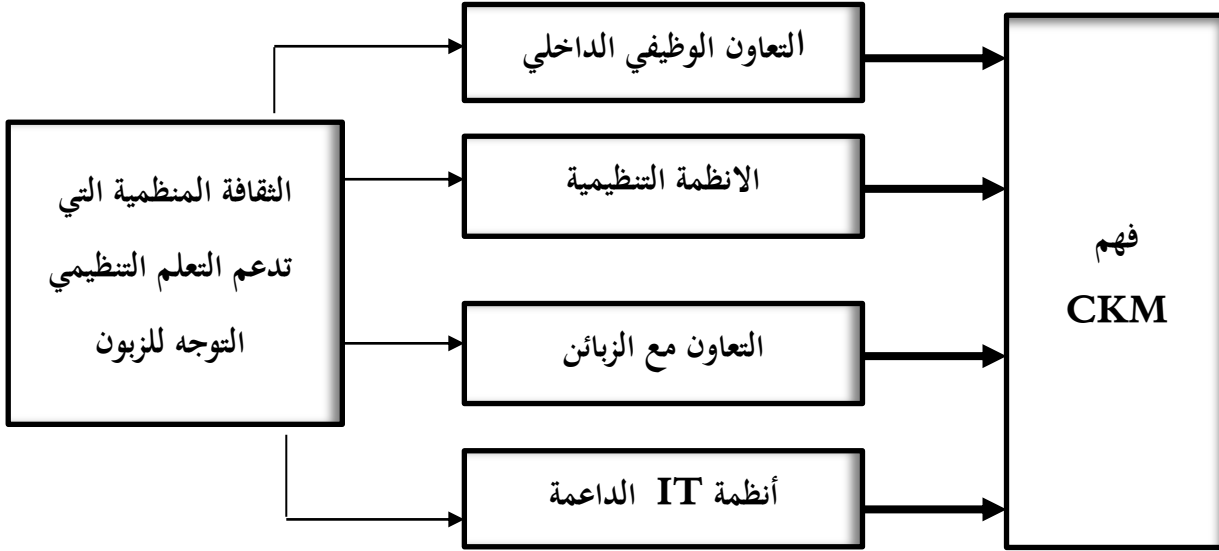 التعاون الوظيفي الداخلي
الثقافة المنظمية التي
تدعم التعلم التنظيمي
التوجه للزبون
الانظمة التنظيمية
التعاون مع الزبائن
أنظمة IT الداعمة
فهم
CKM